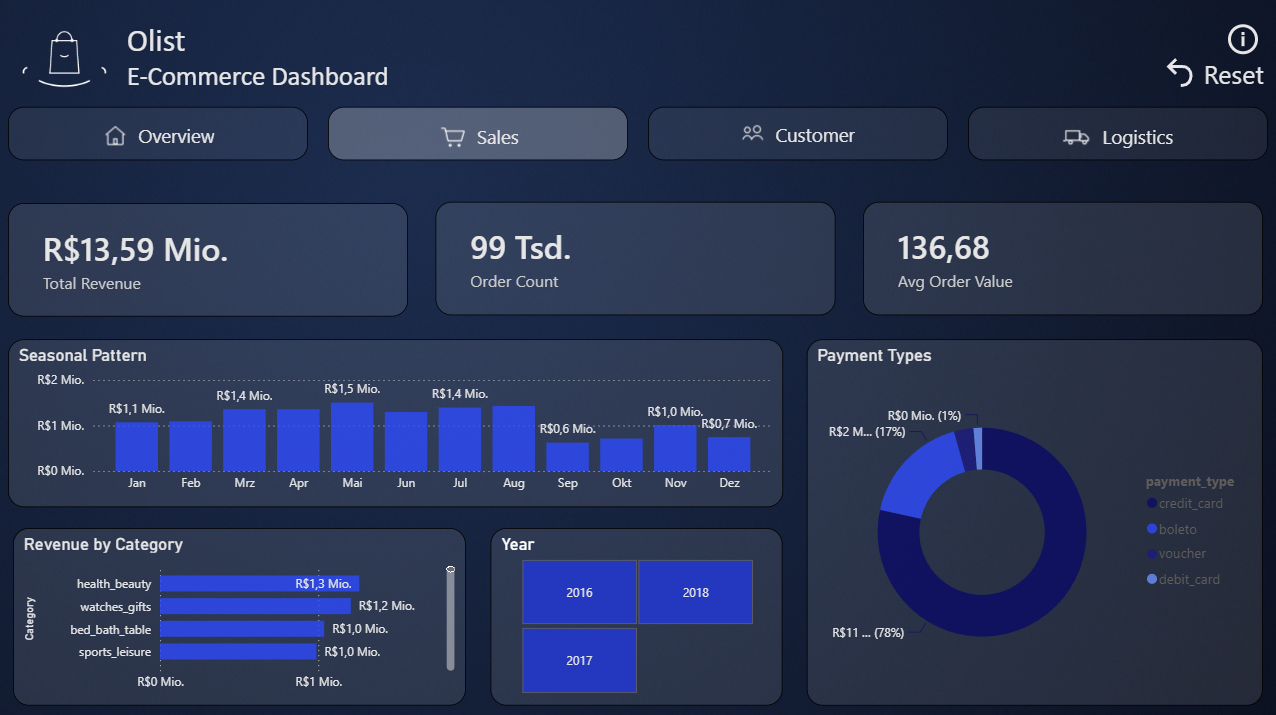 Olist
E-Commerce Dashboard
Reset
Overview
Sales
Customer
Logistics
R$13,59 Mio.
Total Revenue
99 Tsd.
Order Count
136,68
Avg Order Value
Seasonal Pattern
R$2 Mio.
R$1 Mio.
R$0 Mio.
R$1,1 Mio.
R$1,4 Mio.
R$1,5 Mio.
R$1,4 Mio.
R$0,6 Mio.
R$1,0 Mio.
R$0,7 Mio.
Jan Feb Mrz Apr Mai Jun Jul Aug Sep Okt Nov Dez
Payment Types
R$0 Mio. (1%)
R$2 M... (17%)
R$11 ... (78%)
payment_type
credit_card
boleto
voucher
debit_card
Revenue by Category
Category
health_beauty R$1,3 Mio.
watches_gifts R$1,2 Mio.
bed_bath_table R$1,0 Mio.
sports_leisure R$1,0 Mio.
R$0 Mio. R$1 Mio.
Year
2016 2018
2017